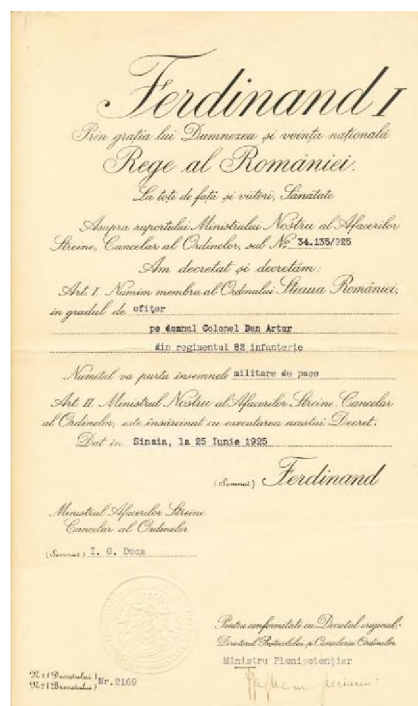 Ferdinand I
Prin grația lui Dumnezeu și voința națională
Rege al României.
La toți de față și viitori, Sănătate
Asupra raportului Ministrului Nostru al Afacerilor
Streine, Cancelar al Ordinelor, sub No 34.135/925
Am decretat și decretăm:
Art. I. Numim membru al Ordinului Steaua României,
în gradul de ofițer
pe domnul Colonel Dan Artur
din regimentul 82 infanterie
Numitul va purta însemnele militare de pace
Art. II. Ministrul Nostru al Afacerilor Streine, Cancelar
al Ordinelor, este însărcinat cu executarea acestui Decret.
Dat în Sinaia, la 25 Iunie 1925
(Semnat) Ferdinand
Ministrul Afacerilor Streine
Cancelar al Ordinelor
(Semnat) I. G. Duca
Pentru conformitate cu Decretul original.
Directorul Protocolului și Cancelariei Ordinelor
Ministru Plenipotențiar
No (Decretului)
No (Brevetului) Nr. 2169